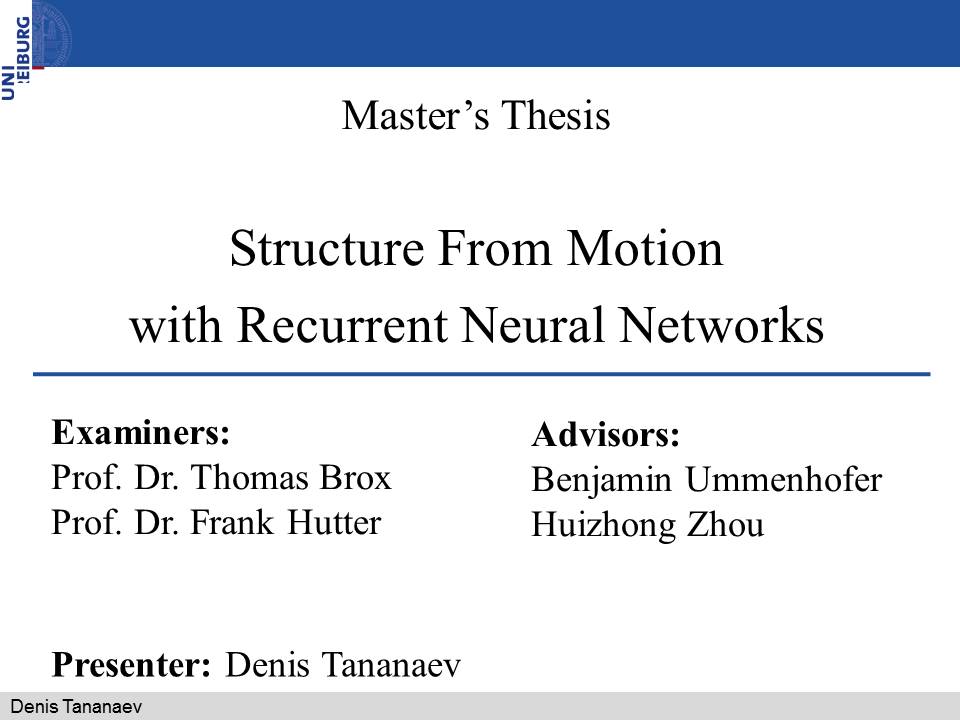 UNI
FREIBURG
Master’s Thesis
Structure From Motion
with Recurrent Neural Networks
Examiners:
Prof. Dr. Thomas Brox
Prof. Dr. Frank Hutter
Advisors:
Benjamin Ummenhofer
Huizhong Zhou
Presenter: Denis Tananaev
Denis Tananaev